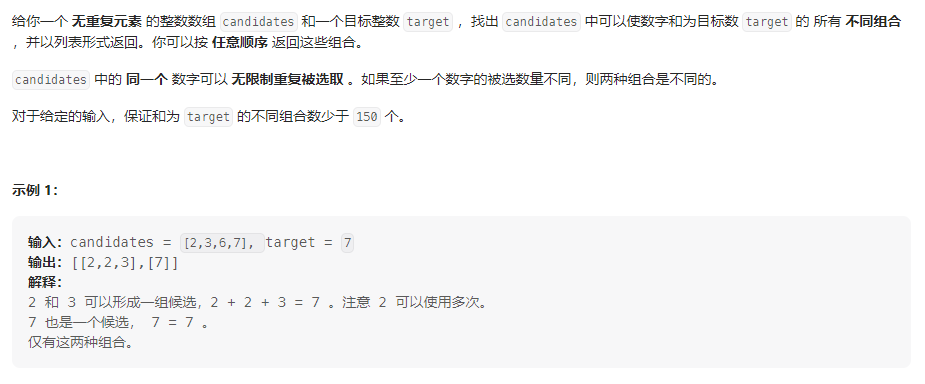 给你一个 无重复元素 的整数数组 candidates 和一个目标整数 target ，找出 candidates 中可以使数字和为目标数 target 的 所有 不同组合
，并以列表形式返回。你可以按 任意顺序 返回这些组合。
candidates 中的 同一个 数字可以 无限制重复被选取 。如果至少一个数字的被选数量不同，则两种组合是不同的。
对于给定的输入，保证和为 target 的不同组合数少于 150 个。
示例 1：
输入：candidates = [2,3,6,7], target = 7
输出：[[2,2,3],[7]]
解释：
2 和 3 可以形成一组候选，2 + 2 + 3 = 7 。注意 2 可以使用多次。
7 也是一个候选， 7 = 7 。
仅有这两种组合。